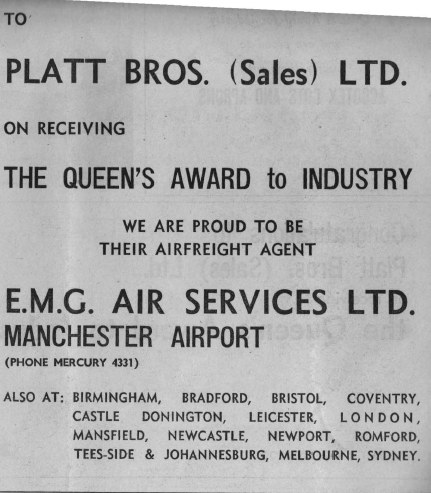 TO
PLATT BROS. (Sales) LTD.
ON RECEIVING
THE QUEEN'S AWARD to INDUSTRY
WE ARE PROUD TO BE
THEIR AIRFREIGHT AGENT
E.M.G. AIR SERVICES LTD.
MANCHESTER AIRPORT
(PHONE MERCURY 4331)
ALSO AT: BIRMINGHAM, BRADFORD, BRISTOL, COVENTRY,
CASTLE DONINGTON, LEICESTER, LONDON,
MANSFIELD, NEWCASTLE, NEWPORT, ROMFORD,
TEES-SIDE & JOHANNESBURG, MELBOURNE, SYDNEY.